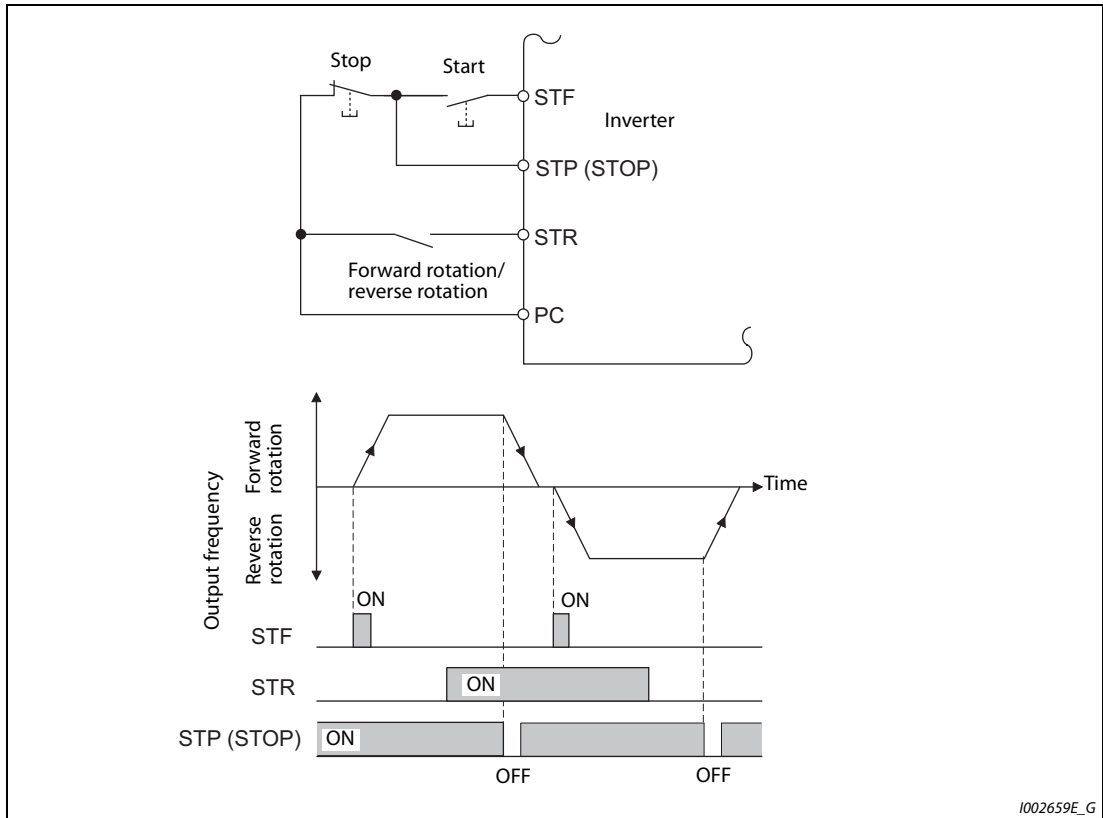 Stop
Start
STF
Inverter
STP (STOP)
STR
Forward rotation/
reverse rotation
PC
Output frequency
Reverse rotation
Forward rotation
Time
ON
ON
STF
STR
ON
STP (STOP)
ON
OFF
OFF
I002659E_G